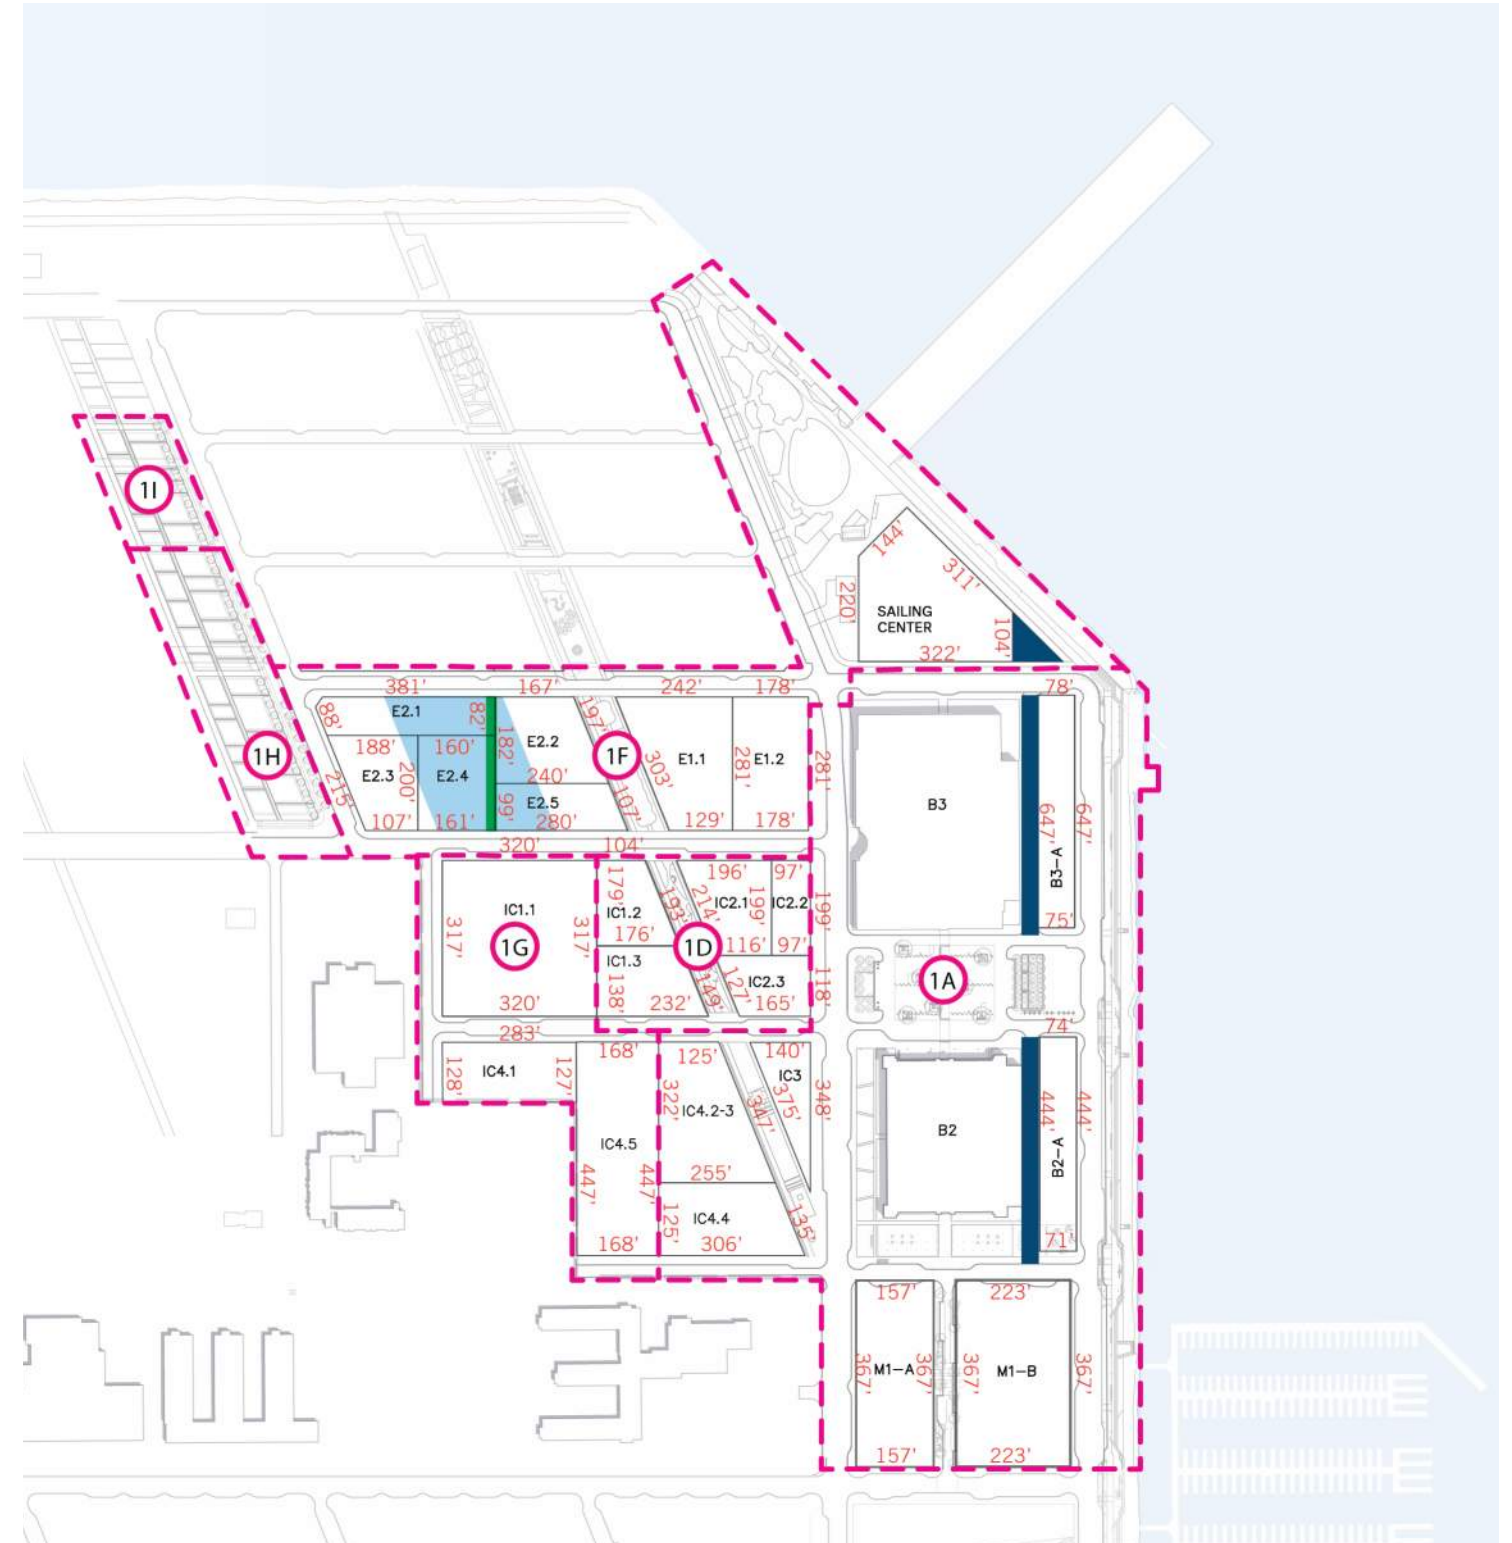 1I
144'
311'
220'
SAILING
CENTER
104'
322'
381'
167'
242'
178'
78'
88'
E2.1
82'
197'
182'
E2.2
1H
188'
160'
1F
303'
E1.1
281'
E1.2
281'
E2.3
200'
E2.4
240'
215'
99'
E2.5
107'
B3
647'
647'
B3-A
107'
161'
280'
129'
178'
320'
104'
179'
196'
97'
IC1.1
IC1.2
193'
214'
IC2.1
199'
IC2.2
199'
75'
317'
1G
317'
176'
1D
116'
97'
IC1.3
1A
138'
149'
127'
IC2.3
118'
320'
232'
165'
74'
283'
168'
125'
140'
128'
IC4.1
127'
322'
IC4.2-3
347'
IC3
375'
348'
444'
444'
IC4.5
B2
B2-A
447'
447'
255'
125'
IC4.4
135'
168'
306'
71'
157'
223'
367'
M1-A
367'
367'
M1-B
367'
157'
223'